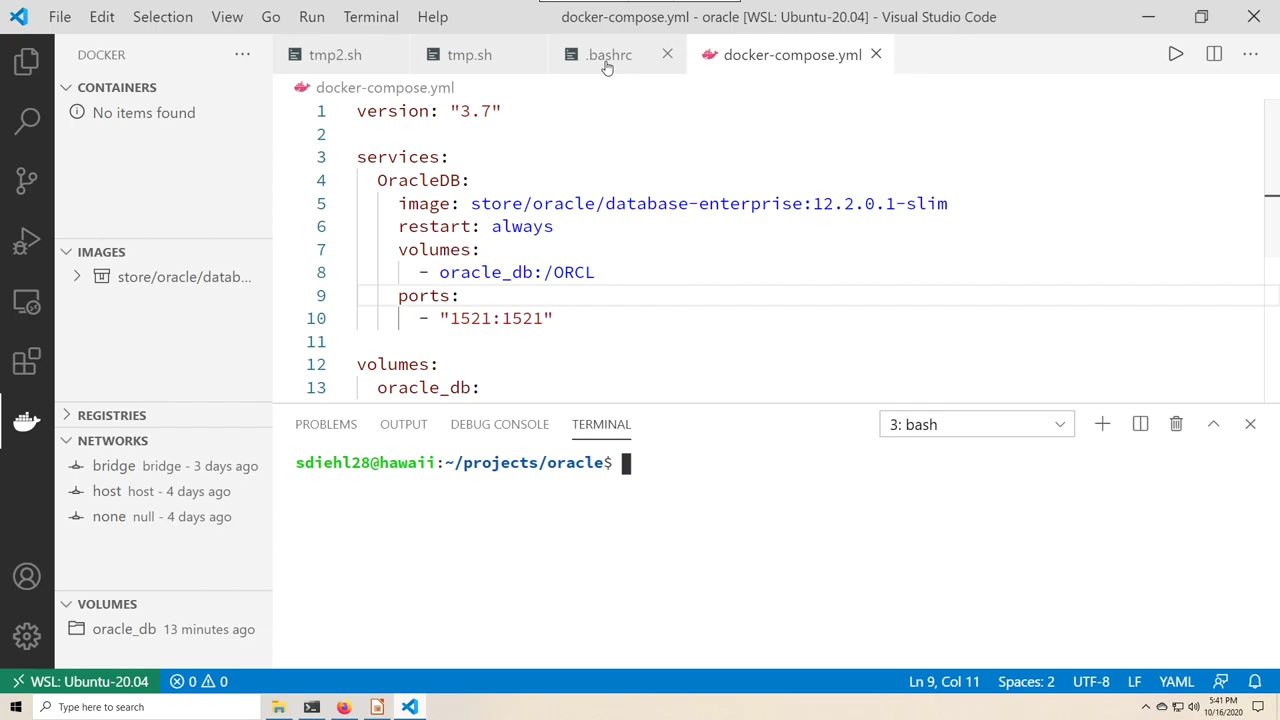 File Edit Selection View Go Run Terminal Help docker-compose.yml - oracle [WSL: Ubuntu-20.04] - Visual Studio Code
DOCKER
tmp2.sh tmp.sh .bashrc docker-compose.yml
docker-compose.yml
CONTAINERS
No items found
IMAGES
store/oracle/datab...
REGISTRIES
NETWORKS
bridge bridge - 3 days ago
host host - 4 days ago
none null - 4 days ago
VOLUMES
oracle_db 13 minutes ago
1 version: "3.7"
2
3 services:
4 OracleDB:
5 image: store/oracle/database-enterprise:12.2.0.1-slim
6 restart: always
7 volumes:
8 - oracle_db:/ORCL
9 ports:
10 - "1521:1521"
11
12 volumes:
13 oracle_db:
PROBLEMS OUTPUT DEBUG CONSOLE TERMINAL 3: bash
sdiehl28@hawaii:~/projects/oracle$
WSL: Ubuntu-20.04 0 0 Ln 9, Col 11 Spaces: 2 UTF-8 LF YAML
Type here to search
5:41 PM
10/16/2020